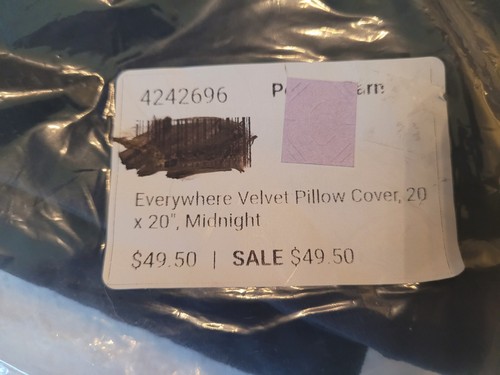 4242696
Everywhere Velvet Pillow Cover, 20
x 20", Midnight
$49.50 | SALE $49.50